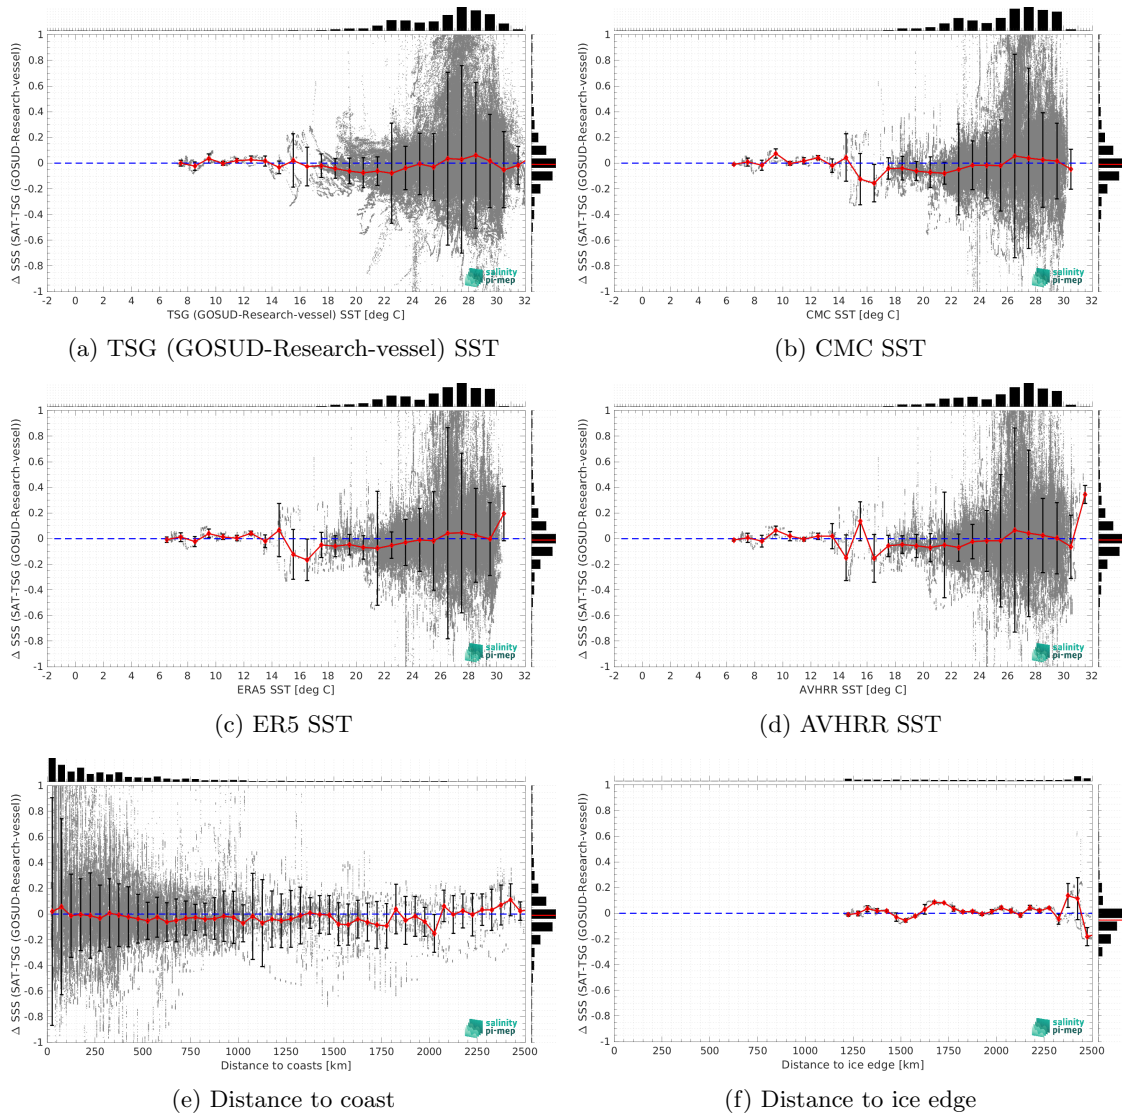 Δ SSS (SAT-TSG (GOSUD-Research-vessel))
1
0.8
0.6
0.4
0.2
0
-0.2
-0.4
-0.6
-0.8
-1
salinity
pi-mep
-2 0 2 4 6 8 10 12 14 16 18 20 22 24 26 28 30 32
TSG (GOSUD-Research-vessel) SST [deg C]
(a) TSG (GOSUD-Research-vessel) SST
Δ SSS (SAT-TSG (GOSUD-Research-vessel))
1
0.8
0.6
0.4
0.2
0
-0.2
-0.4
-0.6
-0.8
-1
salinity
pi-mep
-2 0 2 4 6 8 10 12 14 16 18 20 22 24 26 28 30 32
CMC SST [deg C]
(b) CMC SST
Δ SSS (SAT-TSG (GOSUD-Research-vessel))
1
0.8
0.6
0.4
0.2
0
-0.2
-0.4
-0.6
-0.8
-1
salinity
pi-mep
-2 0 2 4 6 8 10 12 14 16 18 20 22 24 26 28 30 32
ERA5 SST [deg C]
(c) ER5 SST
Δ SSS (SAT-TSG (GOSUD-Research-vessel))
1
0.8
0.6
0.4
0.2
0
-0.2
-0.4
-0.6
-0.8
-1
salinity
pi-mep
-2 0 2 4 6 8 10 12 14 16 18 20 22 24 26 28 30 32
AVHRR SST [deg C]
(d) AVHRR SST
Δ SSS (SAT-TSG (GOSUD-Research-vessel))
1
0.8
0.6
0.4
0.2
0
-0.2
-0.4
-0.6
-0.8
-1
salinity
pi-mep
0 250 500 750 1000 1250 1500 1750 2000 2250 2500
Distance to coasts [km]
(e) Distance to coast
Δ SSS (SAT-TSG (GOSUD-Research-vessel))
1
0.8
0.6
0.4
0.2
0
-0.2
-0.4
-0.6
-0.8
-1
salinity
pi-mep
0 250 500 750 1000 1250 1500 1750 2000 2250 2500
Distance to ice edge [km]
(f) Distance to ice edge